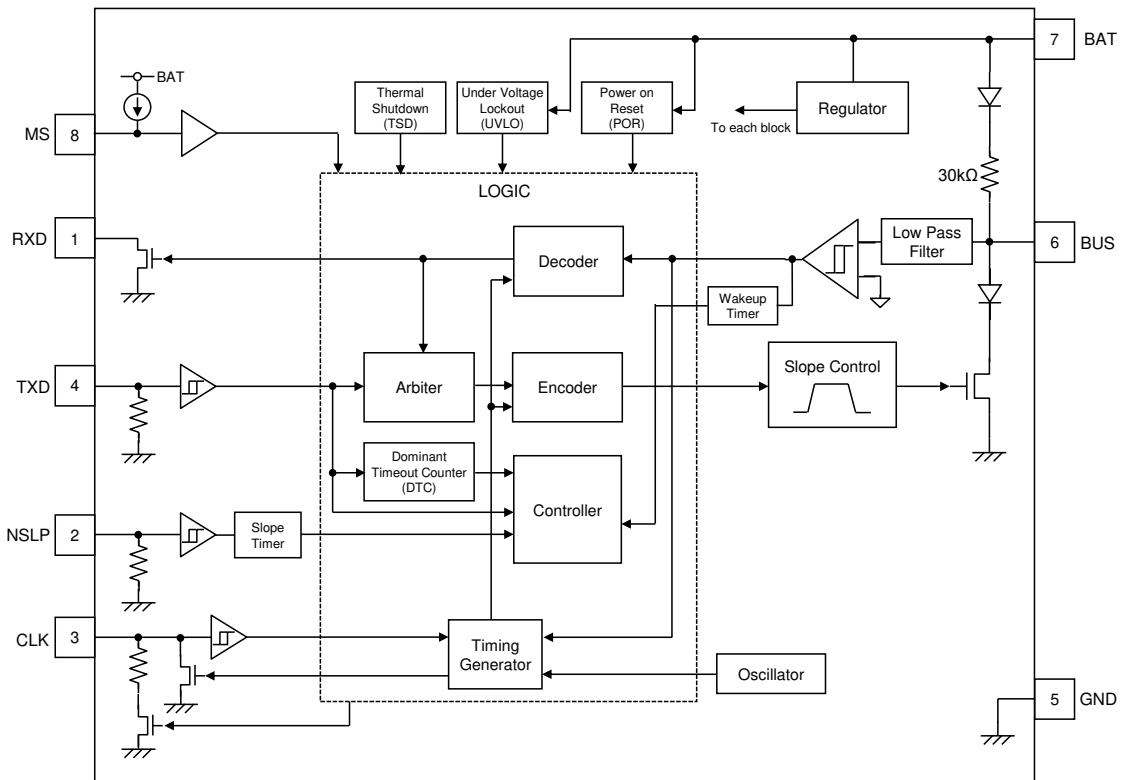 7
BAT
BAT
Thermal
Shutdown
(TSD)
Under Voltage
Lockout
(UVLO)
Power on
Reset
(POR)
Regulator
To each block
MS
8
30kΩ
LOGIC
RXD
1
Decoder
Low Pass
Filter
6
BUS
Wakeup
Timer
TXD
4
Arbiter
Encoder
Slope Control
Dominant
Timeout Counter
(DTC)
Controller
NSLP
2
Slope
Timer
CLK
3
Timing
Generator
Oscillator
5
GND